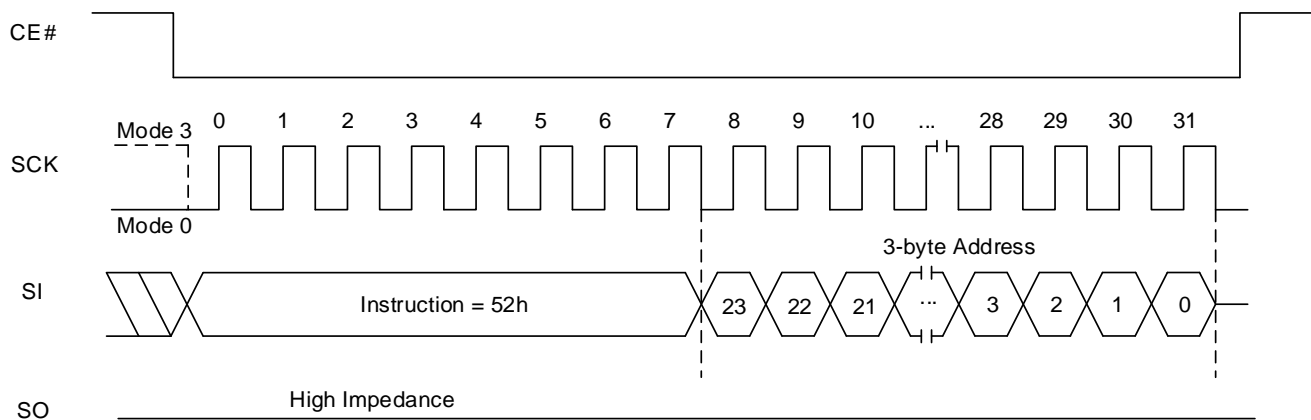 CE#
0 1 2 3 4 5 6 7 8 9 10 ... 28 29 30 31
Mode 3
SCK
Mode 0
3-byte Address
SI
Instruction = 52h
23 22 21 ... 3 2 1 0
High Impedance
SO